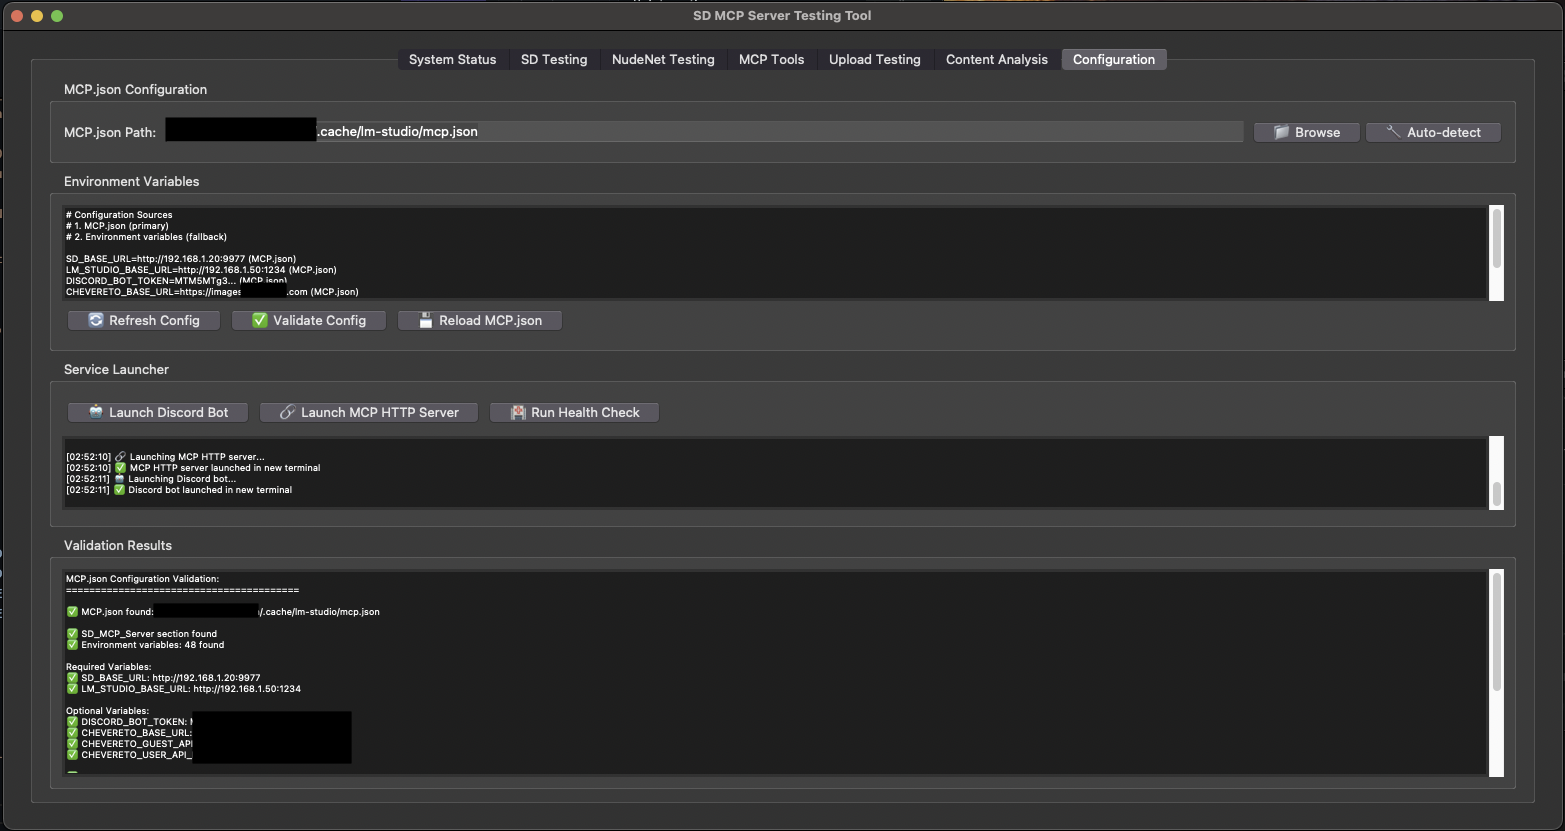 SD MCP Server Testing Tool
System Status SD Testing NudeNet Testing MCP Tools Upload Testing Content Analysis Configuration
MCP.json Configuration
MCP.json Path: .cache/lm-studio/mcp.json Browse Auto-detect
Environment Variables
# Configuration Sources
# 1. MCP.json (primary)
# 2. Environment variables (fallback)
SD_BASE_URL=http://192.168.1.20:9977 (MCP.json)
LM_STUDIO_BASE_URL=http://192.168.1.50:1234 (MCP.json)
DISCORD_BOT_TOKEN=MTM5MTg3... (MCP.json)
CHEVERETO_BASE_URL=https://images .com (MCP.json)
Refresh Config Validate Config Reload MCP.json
Service Launcher
Launch Discord Bot Launch MCP HTTP Server Run Health Check
[02:52:10] Launching MCP HTTP server...
[02:52:10] MCP HTTP server launched in new terminal
[02:52:11] Launching Discord bot...
[02:52:11] Discord bot launched in new terminal
Validation Results
MCP.json Configuration Validation:
========================================
MCP.json found: /.cache/lm-studio/mcp.json
SD_MCP_Server section found
Environment variables: 48 found
Required Variables:
SD_BASE_URL: http://192.168.1.20:9977
LM_STUDIO_BASE_URL: http://192.168.1.50:1234
Optional Variables:
DISCORD_BOT_TOKEN:
CHEVERETO_BASE_URL:
CHEVERETO_GUEST_API
CHEVERETO_USER_API_